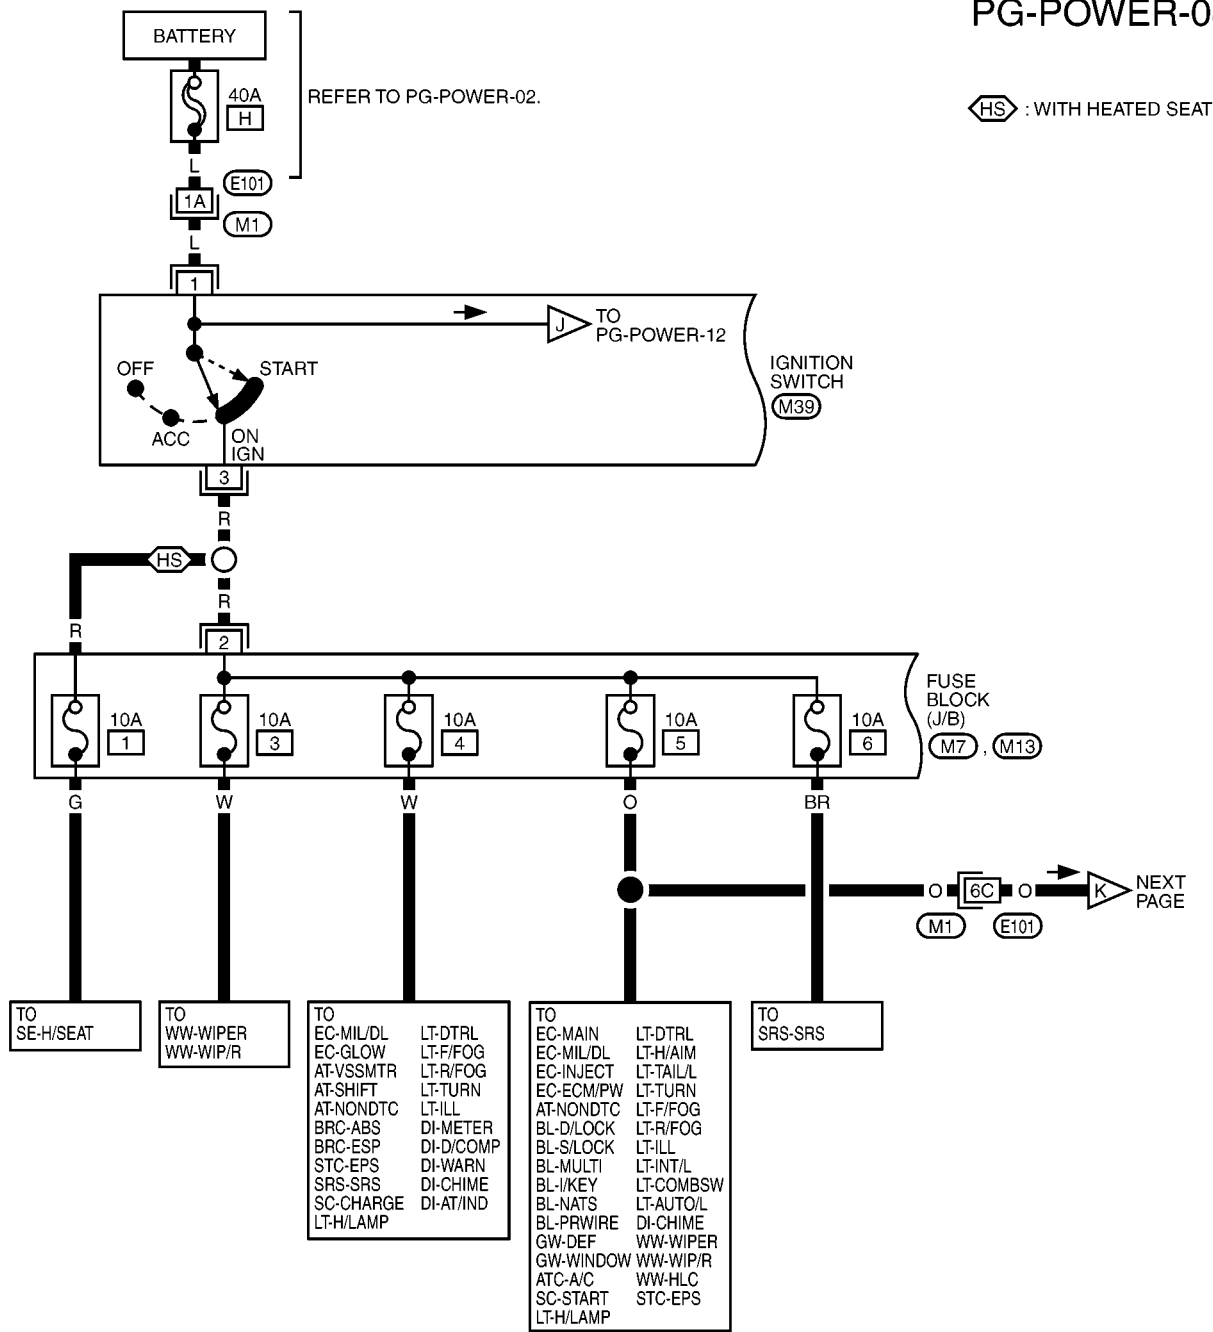 PG-POWER-0
BATTERY
40A
H
REFER TO PG-POWER-02.
HS : WITH HEATED SEAT
L
E101
1A
M1
L
1
J
TO
PG-POWER-12
OFF
START
ACC
ON
IGN
IGNITION
SWITCH
M39
3
R
HS
R
R
2
FUSE
BLOCK
(J/B)
M7 , M13
10A
1
10A
3
10A
4
10A
5
10A
6
G
W
W
O
BR
O
6C
O
K
NEXT
PAGE
M1
E101
TO
SE-H/SEAT
TO
WW-WIPER
WW-WIP/R
TO
EC-MIL/DL LT-DTRL
EC-GLOW LT-F/FOG
AT-VSSMTR LT-R/FOG
AT-SHIFT LT-TURN
AT-NONDTC LT-ILL
BRC-ABS DI-METER
BRC-ESP DI-D/COMP
STC-EPS DI-WARN
SRS-SRS DI-CHIME
SC-CHARGE DI-AT/IND
LT-H/LAMP
TO
EC-MAIN LT-DTRL
EC-MIL/DL LT-H/AIM
EC-INJECT LT-TAIL/L
EC-ECM/PW LT-TURN
AT-NONDTC LT-F/FOG
BL-D/LOCK LT-R/FOG
BL-S/LOCK LT-ILL
BL-MULTI LT-INT/L
BL-I/KEY LT-COMBSW
BL-NATS LT-AUTO/L
BL-PRWIRE DI-CHIME
GW-DEF WW-WIPER
GW-WINDOW WW-WIP/R
ATC-A/C WW-HLC
SC-START STC-EPS
LT-H/LAMP
TO
SRS-SRS